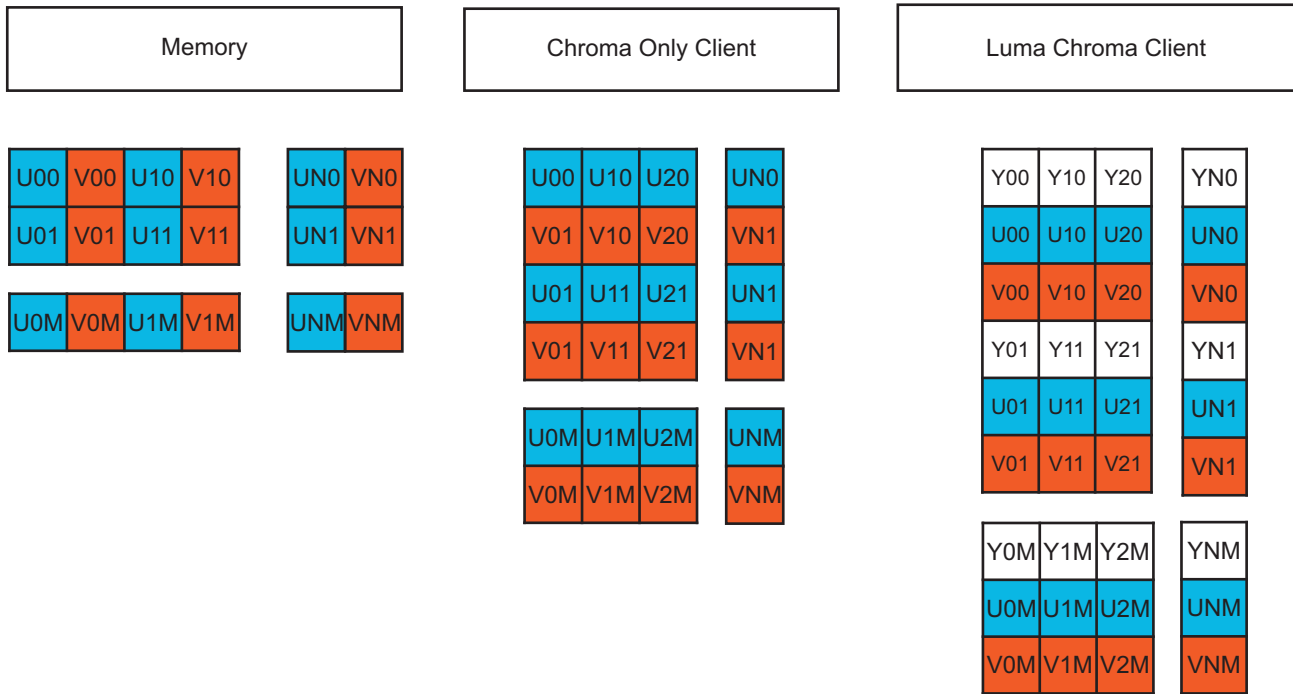 Memory
Chroma Only Client
Luma Chroma Client
U00 V00 U10 V10 UN0 VN0
U01 V01 U11 V11 UN1 VN1
U0M V0M U1M V1M UNM VNM
U00 U10 U20 UN0
V01 V10 V20 VN1
U01 U11 U21 UN1
V01 V11 V21 VN1
U0M U1M U2M UNM
V0M V1M V2M VNM
Y00 Y10 Y20 YN0
U00 U10 U20 UN0
V00 V10 V20 VN0
Y01 Y11 Y21 YN1
U01 U11 U21 UN1
V01 V11 V21 VN1
Y0M Y1M Y2M YNM
U0M U1M U2M UNM
V0M V1M V2M VNM